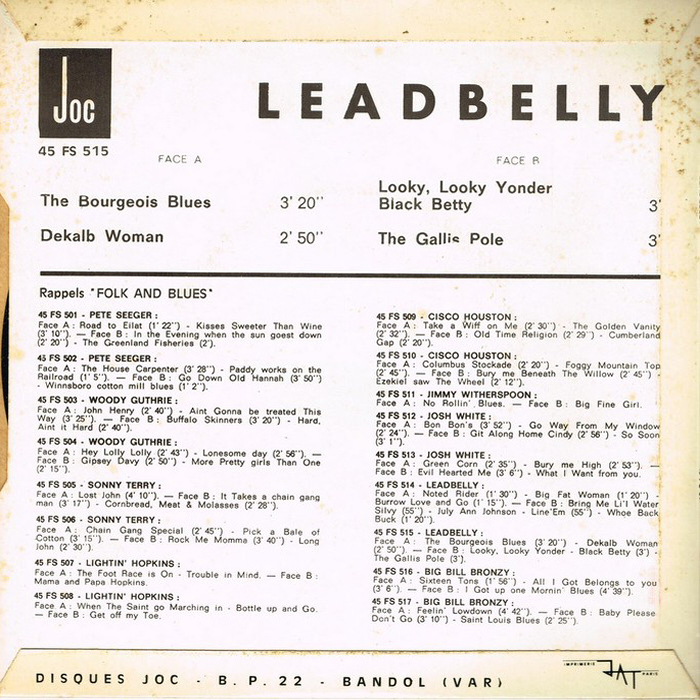 Joc
LEADBELLY
45 FS 515
FACE A
The Bourgeois Blues 3' 20''
Dekalb Woman 2' 50''
FACE B
Looky, Looky Yonder
Black Betty 3'
The Gallis Pole 3'
Rappels "FOLK AND BLUES"
45 FS 501 - PETE SEEGER :
Face A : Road to Eilat (1' 22'') - Kisses Sweeter Than Wine
(3' 10''). — Face B : In the Evening when the sun goest down
(2' 20'') - The Greenland Fisheries (2').
45 FS 502 - PETE SEEGER :
Face A : The House Carpenter (3' 28'') - Paddy works on the
Railroad (1' 5''). — Face B : Go Down Old Hannah (3' 50'')
- Winnsboro cotton mill blues (1' 2'').
45 FS 503 - WOODY GUTHRIE :
Face A : John Henry (2' 40'') - Aint Gonna be treated This
Way (3' 25''). — Face B : Buffalo Skinners (3' 20'') - Hard,
Aint it Hard (2' 40'').
45 FS 504 - WOODY GUTHRIE :
Face A : Hey Lolly Lolly (2' 43'') - Lonesome day (2' 56''). —
Face B : Gipsey Davy (2' 50'') - More Pretty girls Than One
(2' 15'').
45 FS 505 - SONNY TERRY :
Face A : Lost John (4' 10''). — Face B : It Takes a chain gang
man (3' 17'') - Cornbread, Meat & Molasses (2' 28'').
45 FS 506 - SONNY TERRY :
Face A : Chain Gang Special (2' 45'') - Pick a Bale of
Cotton (3' 15''). — Face B : Rock Me Momma (3' 40'') - Long
John (2' 30'').
45 FS 507 - LIGHTIN' HOPKINS :
Face A : The Foot Race is On - Trouble in Mind. — Face B :
Mama and Papa Hopkins.
45 FS 508 - LIGHTIN' HOPKINS :
Face A : When The Saint go Marching in - Bottle up and Go.
— Face B : Get off my Toe.
45 FS 509 - CISCO HOUSTON :
Face A : Take a Wiff on Me (2' 30'') - The Golden Vanity
(2' 32''). — Face B : Old Time Religion (2' 29'') - Cumberland
Gap (2' 20'').
45 FS 510 - CISCO HOUSTON :
Face A : Columbus Stockade (2' 20'') - Foggy Mountain Top
(2' 45''). — Face B : Bury me Beneath The Willow (2' 45'') -
Ezekiel saw The Wheel (2' 12'').
45 FS 511 - JIMMY WITHERSPOON :
Face A : No Rollin' Blues. — Face B : Big Fine Girl.
45 FS 512 - JOSH WHITE :
Face A : Bon Bon's (3' 52'') - Go Way From My Window
(2' 24''). — Face B : Git Along Home Cindy (2' 56'') - So Soon
(3' 1'').
45 FS 513 - JOSH WHITE :
Face A : Green Corn (2' 35'') - Bury me High (2' 53''). —
Face B : Evil Hearted Me (3' 6'') - What I Want from you.
45 FS 514 - LEADBELLY :
Face A : Noted Rider (1' 30'') - Big Fat Woman (1' 20'') -
Burrow Love and Go (1' 15''). — Face B : Bring Me Li'l Water
Silvy (55'') - July Ann Johnson - Line'Em (55'') - Whoe Back
Buck (1' 20'').
45 FS 515 - LEADBELLY :
Face A : The Bourgeois Blues (3' 20'') - Dekalb Woman
(2' 50''). — Face B : Looky, Looky Yonder - Black Betty (3') -
The Gallis Pole (3').
45 FS 516 - BIG BILL BRONZY :
Face A : Sixteen Tons (1' 56'') - All I Got Belongs to you
(3' 6''). — Face B : I Got up one Mornin' Blues (4' 39'').
45 FS 517 - BIG BILL BRONZY :
Face A : Feelin' Lowdown (4' 42''). — Face B : Baby Please
Don't Go (3' 10'') - Saint Louis Blues (2' 25'').
DISQUES JOC - B. P. 22 - BANDOL (VAR)
IMPRIMERIE JAT PARIS